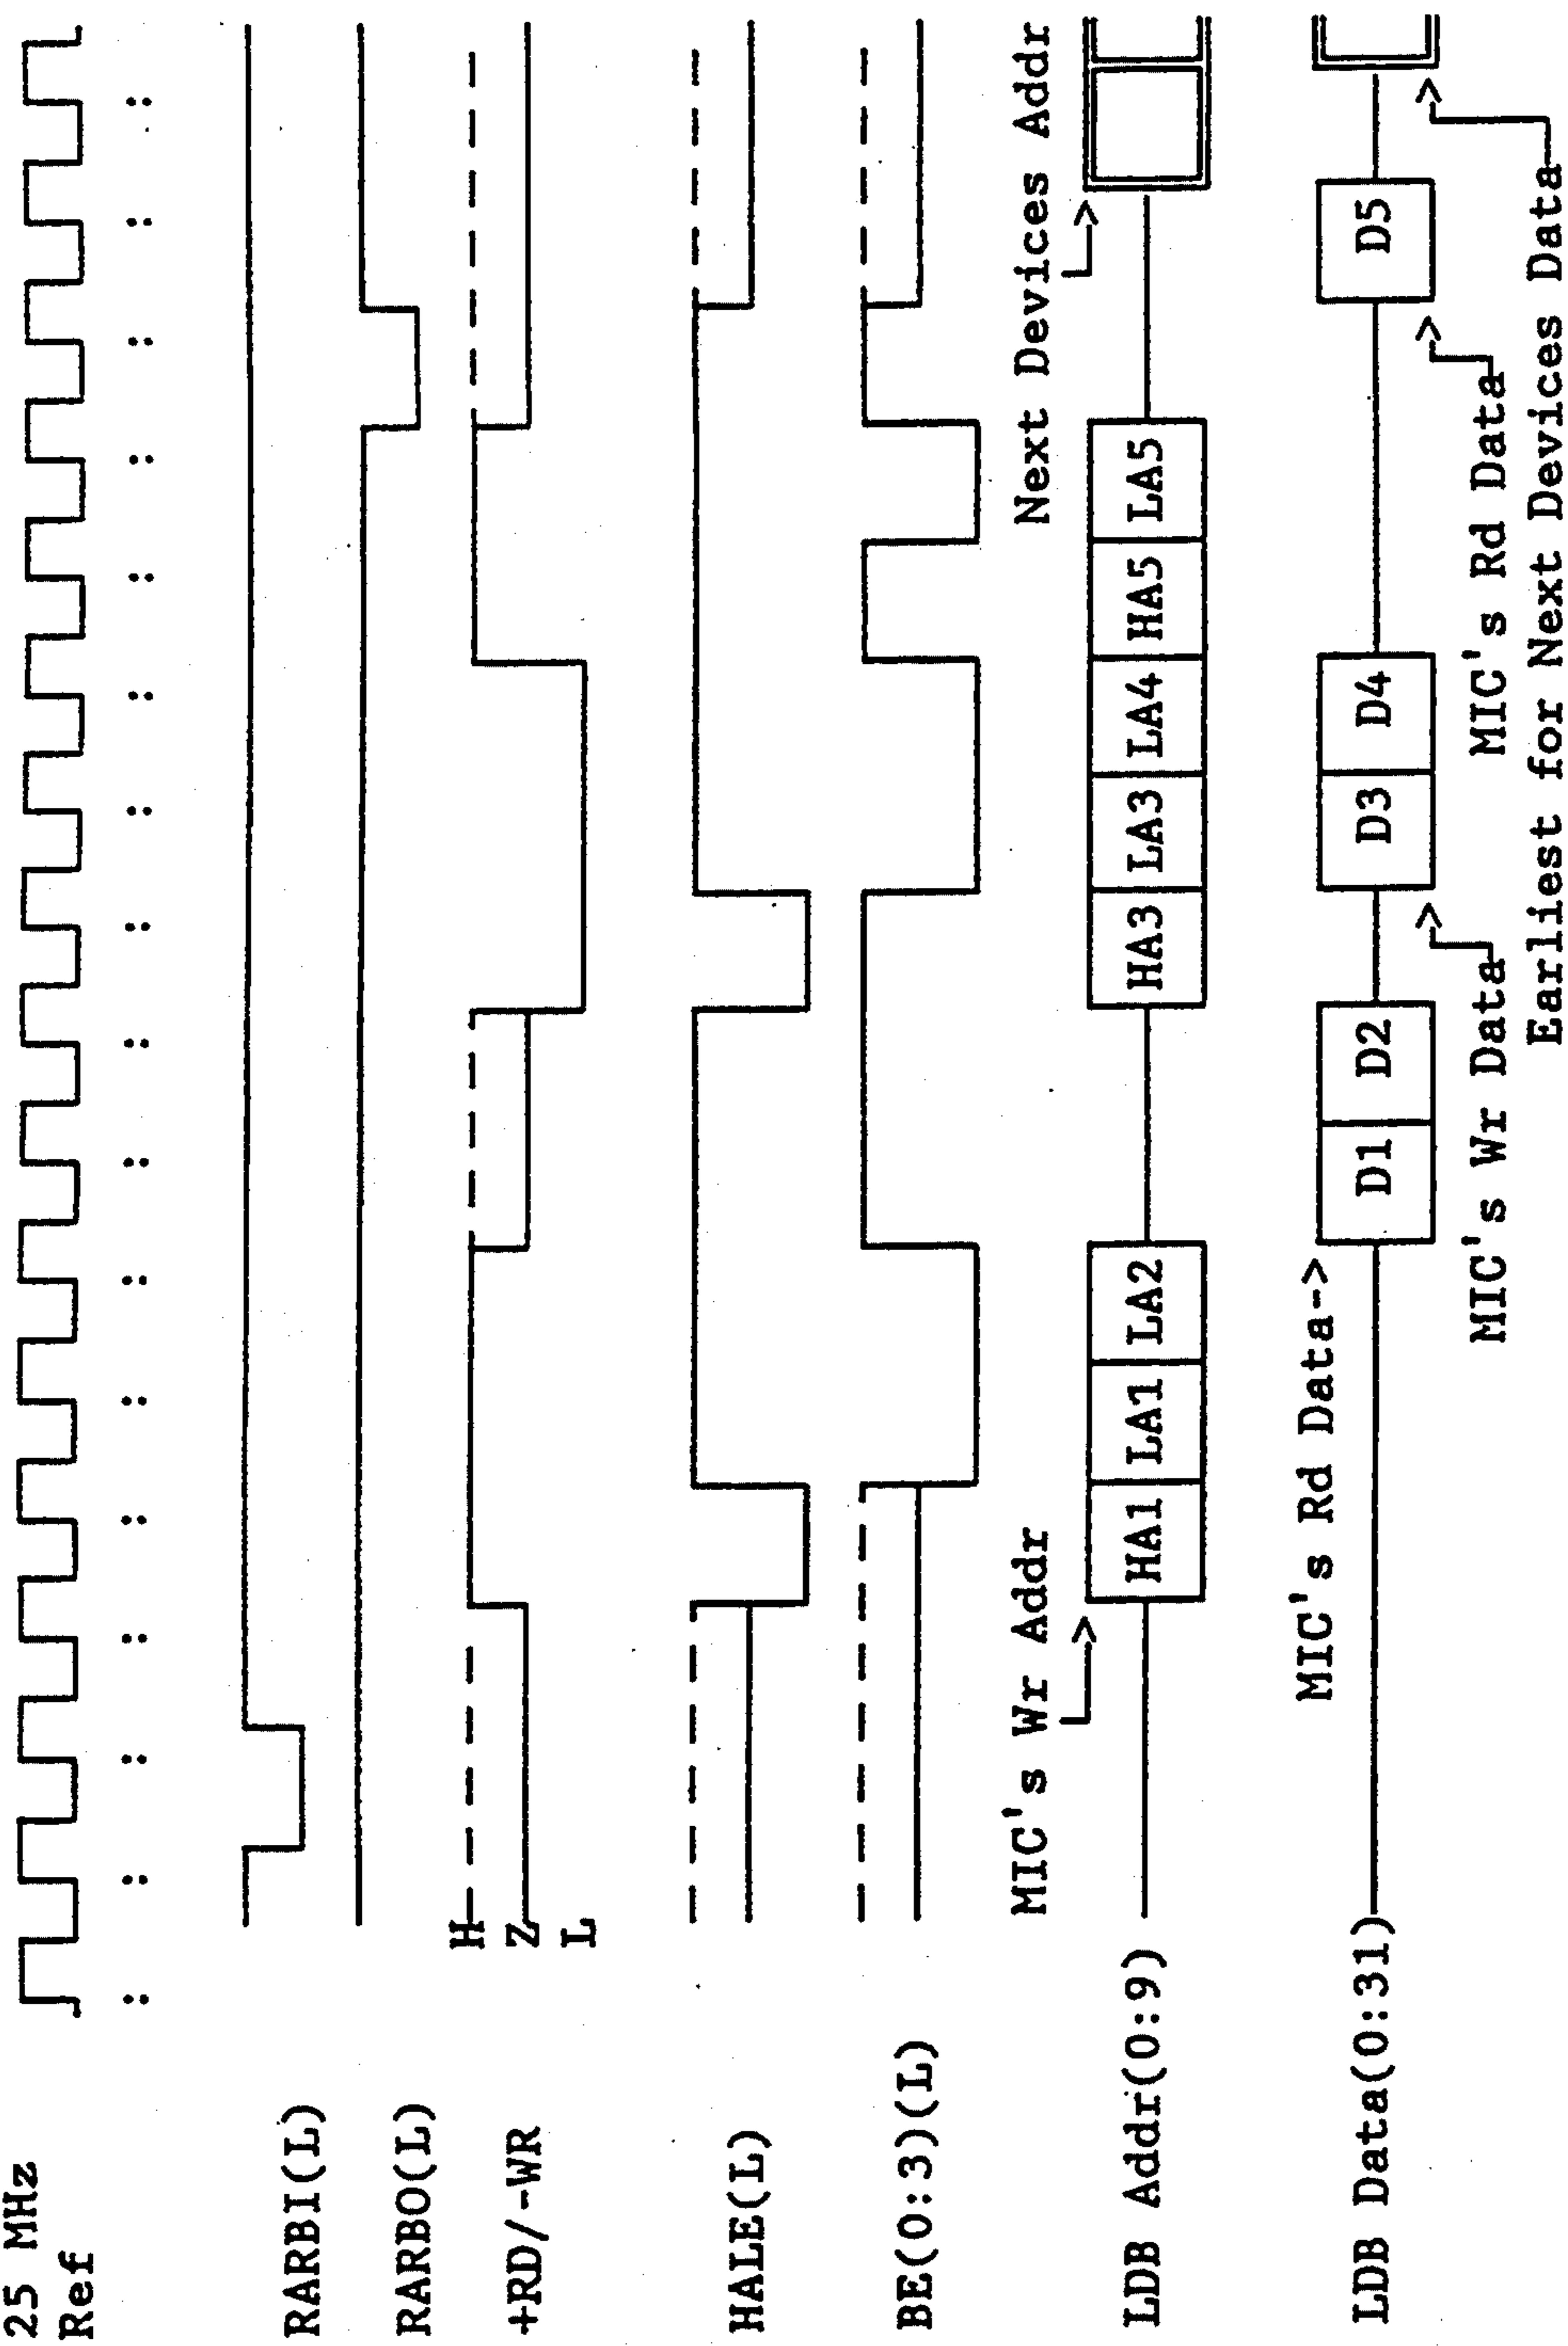 25 MHz
Ref
RARBI(L)
RARBO(L)
+RD/-WR
H
Z
L
HALE(L)
BE(0:3)(L)
MIC's Wr Addr
Next Devices Addr
LDB Addr(0:9)
HA1 LA1 LA2 HA3 LA3 LA4 HA5 LA5
MIC's Rd Data->
LDB Data(0:31)
D1 D2 D3 D4 D5
MIC's Wr Data
MIC's Rd Data
Earliest for Next Devices Data